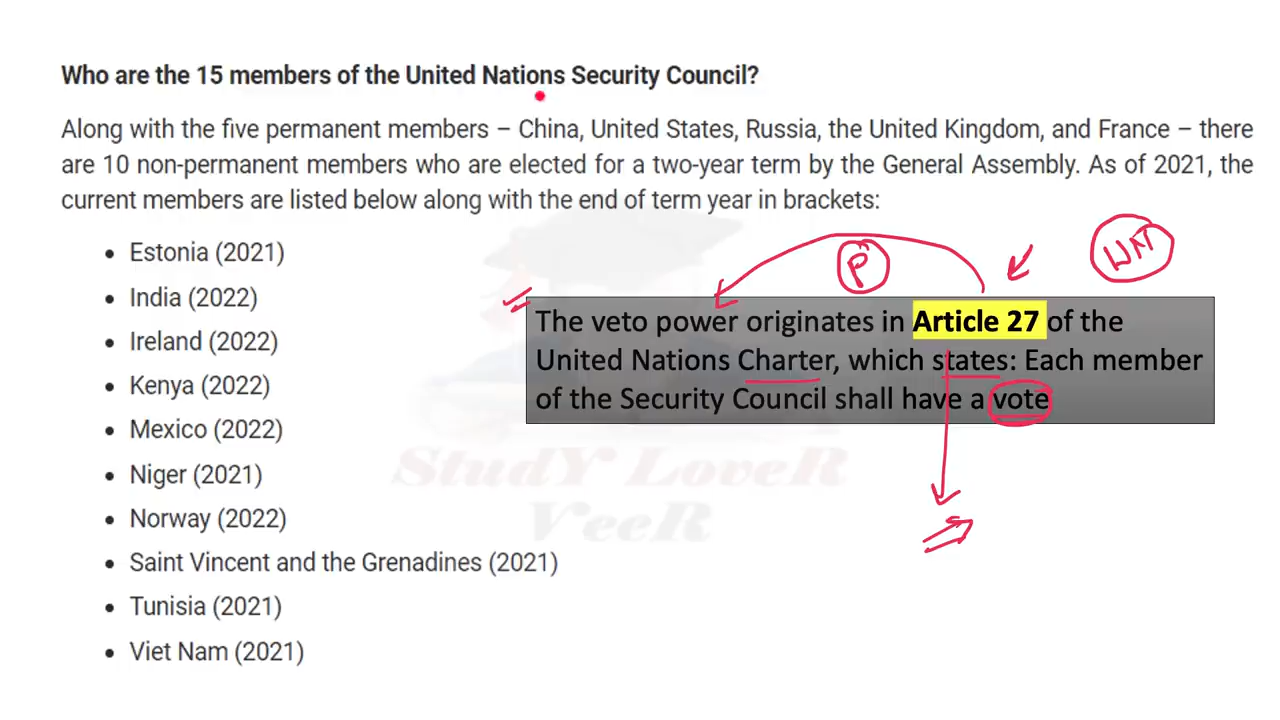 Who are the 15 members of the United Nations Security Council?
Along with the five permanent members – China, United States, Russia, the United Kingdom, and France – there
are 10 non-permanent members who are elected for a two-year term by the General Assembly. As of 2021, the
current members are listed below along with the end of term year in brackets:
• Estonia (2021)
• India (2022)
• Ireland (2022)
• Kenya (2022)
• Mexico (2022)
• Niger (2021)
• Norway (2022)
• Saint Vincent and the Grenadines (2021)
• Tunisia (2021)
• Viet Nam (2021)
UN
P
The veto power originates in Article 27 of the
United Nations Charter, which states: Each member
of the Security Council shall have a vote
StudY LoveR
VeeR